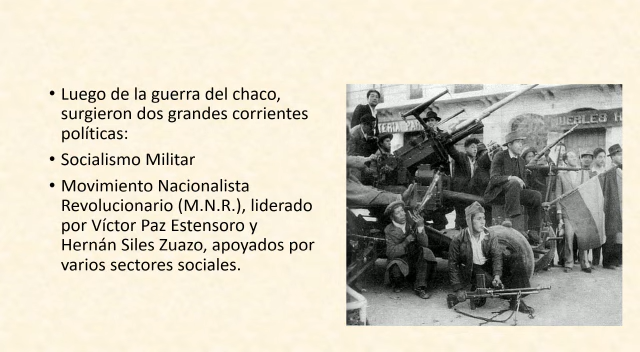 • Luego de la guerra del chaco,
surgieron dos grandes corrientes
políticas:
• Socialismo Militar
• Movimiento Nacionalista
Revolucionario (M.N.R.), liderado
por Víctor Paz Estensoro y
Hernán Siles Zuazo, apoyados por
varios sectores sociales.